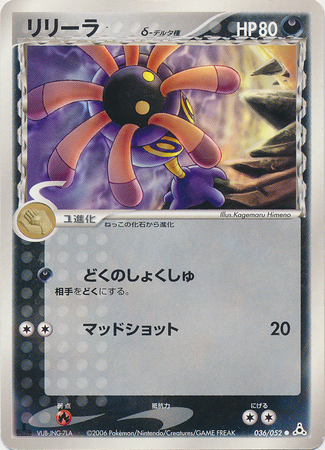 リリーラ δ-デルタ種 HP80
Illus.Kagemaru Himeno
1進化
ねっこの化石から進化
どくのしょくしゅ
相手をどくにする。
マッドショット 20
弱点 抵抗力 にげる
VUB-JNG-7LA ©2006 Pokémon/Nintendo/Creatures/GAME FREAK 036/052 ●